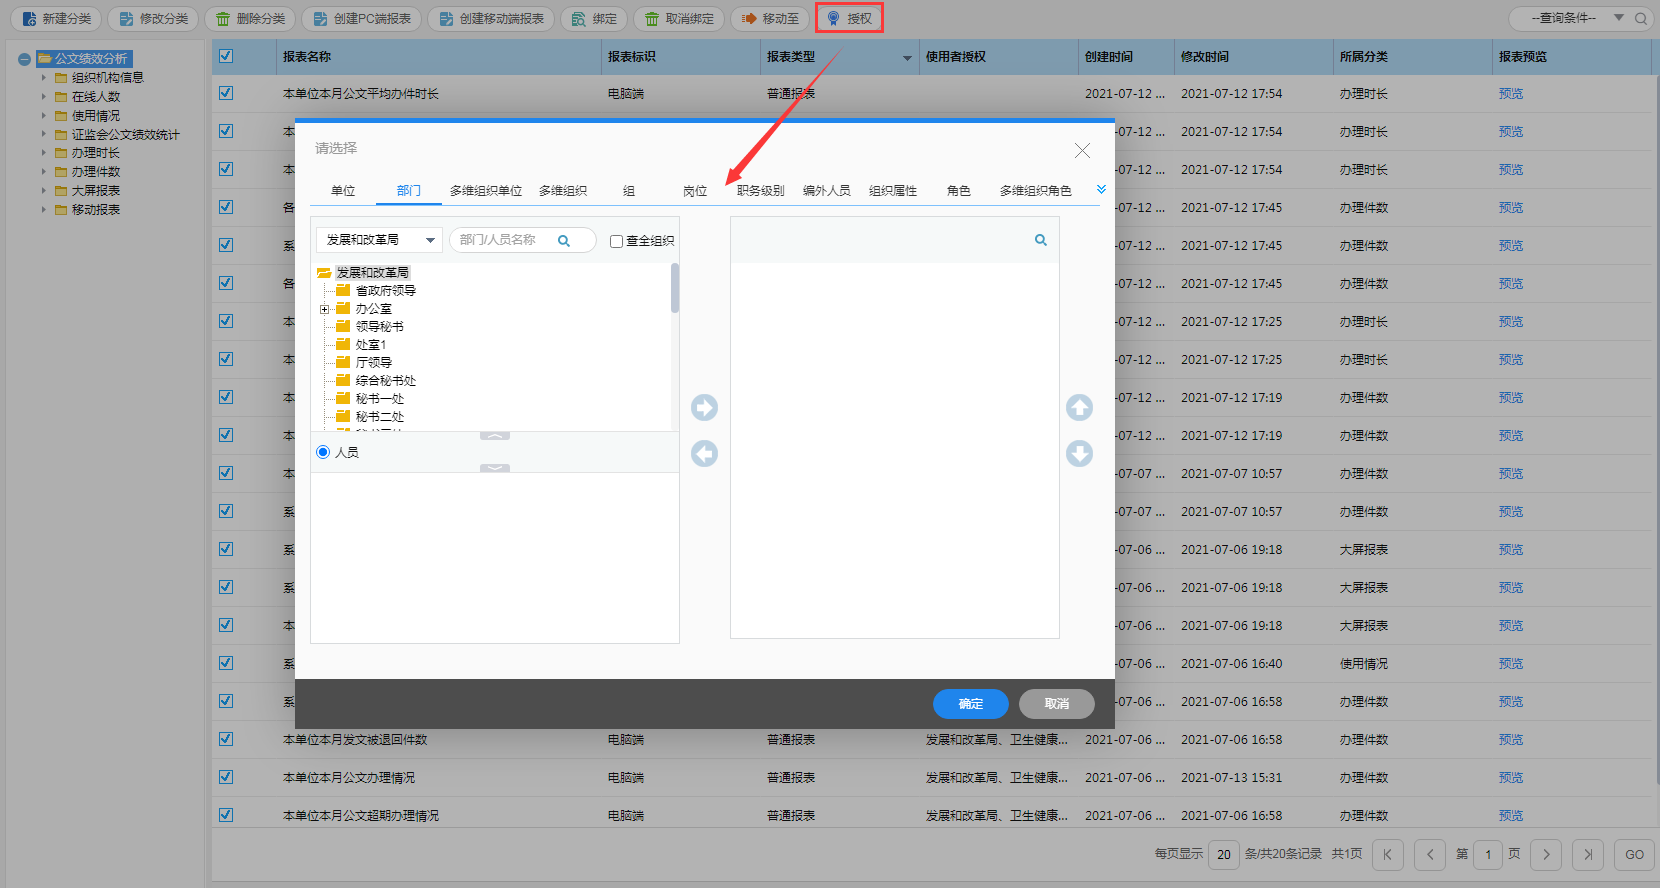 新建分类 修改分类 删除分类 创建PC端报表 创建移动端报表 绑定 取消绑定 移动至 授权 --查询条件--
公文绩效分析
组织机构信息
在线人数
使用情况
证监会公文绩效统计
办理时长
办理件数
大屏报表
移动报表
报表名称 报表标识 报表类型 使用者授权 创建时间 修改时间 所属分类 报表预览
本单位本月公文平均办件时长 电脑端 普通报表 2021-07-12 ... 2021-07-12 17:54 办理时长 预览
本 -07-12 ... 2021-07-12 17:54 办理时长 预览
本 -07-12 ... 2021-07-12 17:54 办理时长 预览
各 -07-12 ... 2021-07-12 17:45 办理件数 预览
系 -07-12 ... 2021-07-12 17:45 办理件数 预览
各 -07-12 ... 2021-07-12 17:45 办理件数 预览
本 -07-12 ... 2021-07-12 17:25 办理时长 预览
本 -07-12 ... 2021-07-12 17:25 办理时长 预览
本 -07-12 ... 2021-07-12 17:19 办理件数 预览
本 -07-12 ... 2021-07-12 17:19 办理件数 预览
本 -07-07 ... 2021-07-07 10:57 办理件数 预览
系 -07-07 ... 2021-07-07 10:57 办理件数 预览
系 -07-06 ... 2021-07-06 19:18 大屏报表 预览
系 -07-06 ... 2021-07-06 19:18 大屏报表 预览
本 -07-06 ... 2021-07-06 19:18 大屏报表 预览
系 -07-06 ... 2021-07-06 16:40 使用情况 预览
系 -07-06 ... 2021-07-06 16:58 办理件数 预览
本单位本月发文被退回件数 电脑端 普通报表 发展和改革局、卫生健康... 2021-07-06 ... 2021-07-06 16:58 办理件数 预览
本单位本月公文办理情况 电脑端 普通报表 发展和改革局、卫生健康... 2021-07-06 ... 2021-07-13 15:31 办理件数 预览
本单位本月公文超期办理情况 电脑端 普通报表 发展和改革局、卫生健康... 2021-07-06 ... 2021-07-06 16:58 办理件数 预览
每页显示 20 条/共20条记录 共1页 第 1 页 GO
请选择
单位 部门 多维组织单位 多维组织 组 岗位 职务级别 编外人员 组织属性 角色 多维组织角色
发展和改革局 部门/人员名称 查全组织
发展和改革局
省政府领导
办公室
领导秘书
处室1
厅领导
综合秘书处
秘书一处
秘书二处
人员
确定 取消